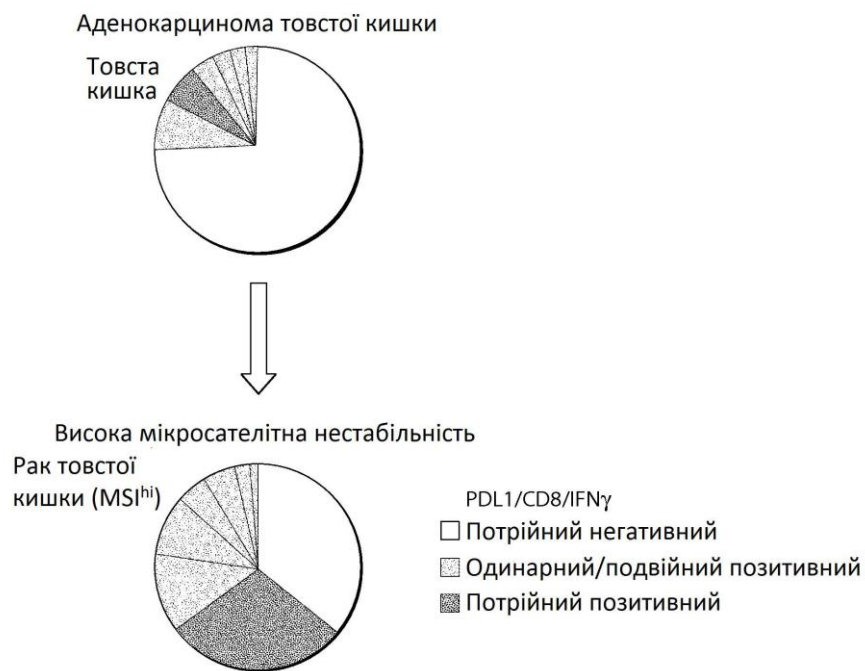 Аденокарцинома товстої кишки
Товста
кишка
Висока мікросателітна нестабільність
Рак товстої
кишки (MSIʰⁱ)
PDL1/CD8/IFNγ
Потрійний негативний
Одинарний/подвійний позитивний
Потрійний позитивний